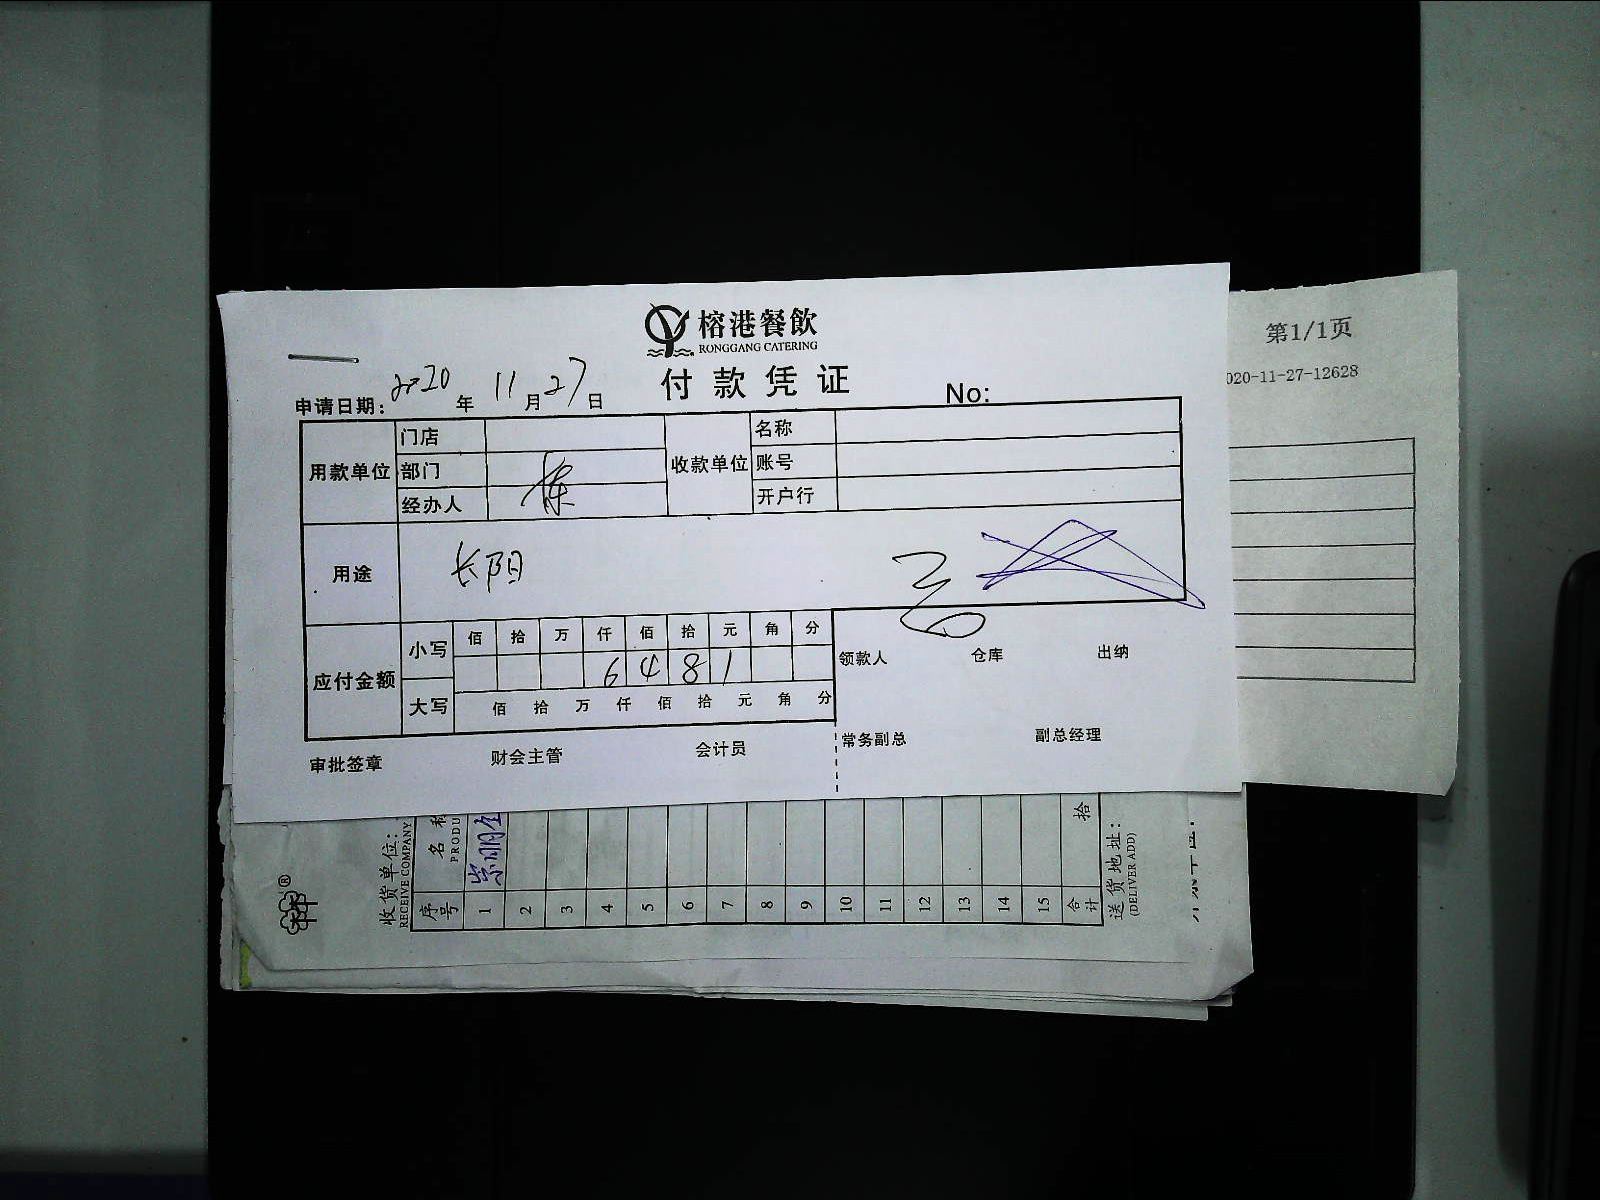 榕港餐飲
RONGGANG CATERING
付款凭证
No:
申请日期: 2020 年 11 月 27 日
用款单位 门店 收款单位 名称
部门 账号
经办人 开户行
用途 长阳
应付金额 小写 佰 拾 万 仟 佰 拾 元 角 分
6 4 8 1
大写 佰 拾 万 仟 佰 拾 元 角 分
领款人 仓库 出纳
常务副总 副总经理
审批签章 财会主管 会计员
第1/1页
020-11-27-12628
收货单位:
RECEIVE COMPANY
序号 名称
PRODU
1 崇明
2
3
4
5
6
7
8
9
10
11
12
13
14
15
合计 拾
送货地址:
(DELIVER ADD)